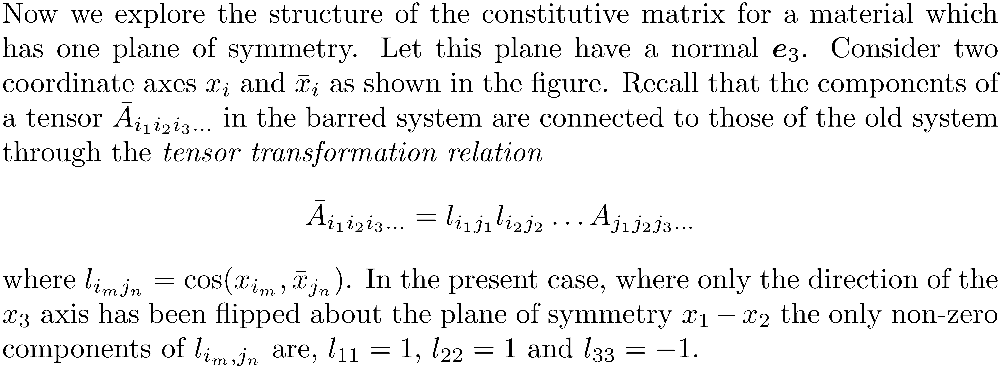 Now we explore the structure of the constitutive matrix for a material which
has one plane of symmetry. Let this plane have a normal $\boldsymbol{e}_3$. Consider two
coordinate axes $x_i$ and $\bar{x}_i$ as shown in the figure. Recall that the components of
a tensor $\bar{A}_{i_1 i_2 i_3 \ldots}$ in the barred system are connected to those of the old system
through the tensor transformation relation
$\bar{A}_{i_1 i_2 i_3 \ldots} = l_{i_1 j_1} l_{i_2 j_2} \ldots A_{j_1 j_2 j_3 \ldots}$
where $l_{i_m j_n} = \cos(x_{i_m}, \bar{x}_{j_n})$. In the present case, where only the direction of the
$x_3$ axis has been flipped about the plane of symmetry $x_1 - x_2$ the only non-zero
components of $l_{i_m, j_n}$ are, $l_{11} = 1$, $l_{22} = 1$ and $l_{33} = -1$.